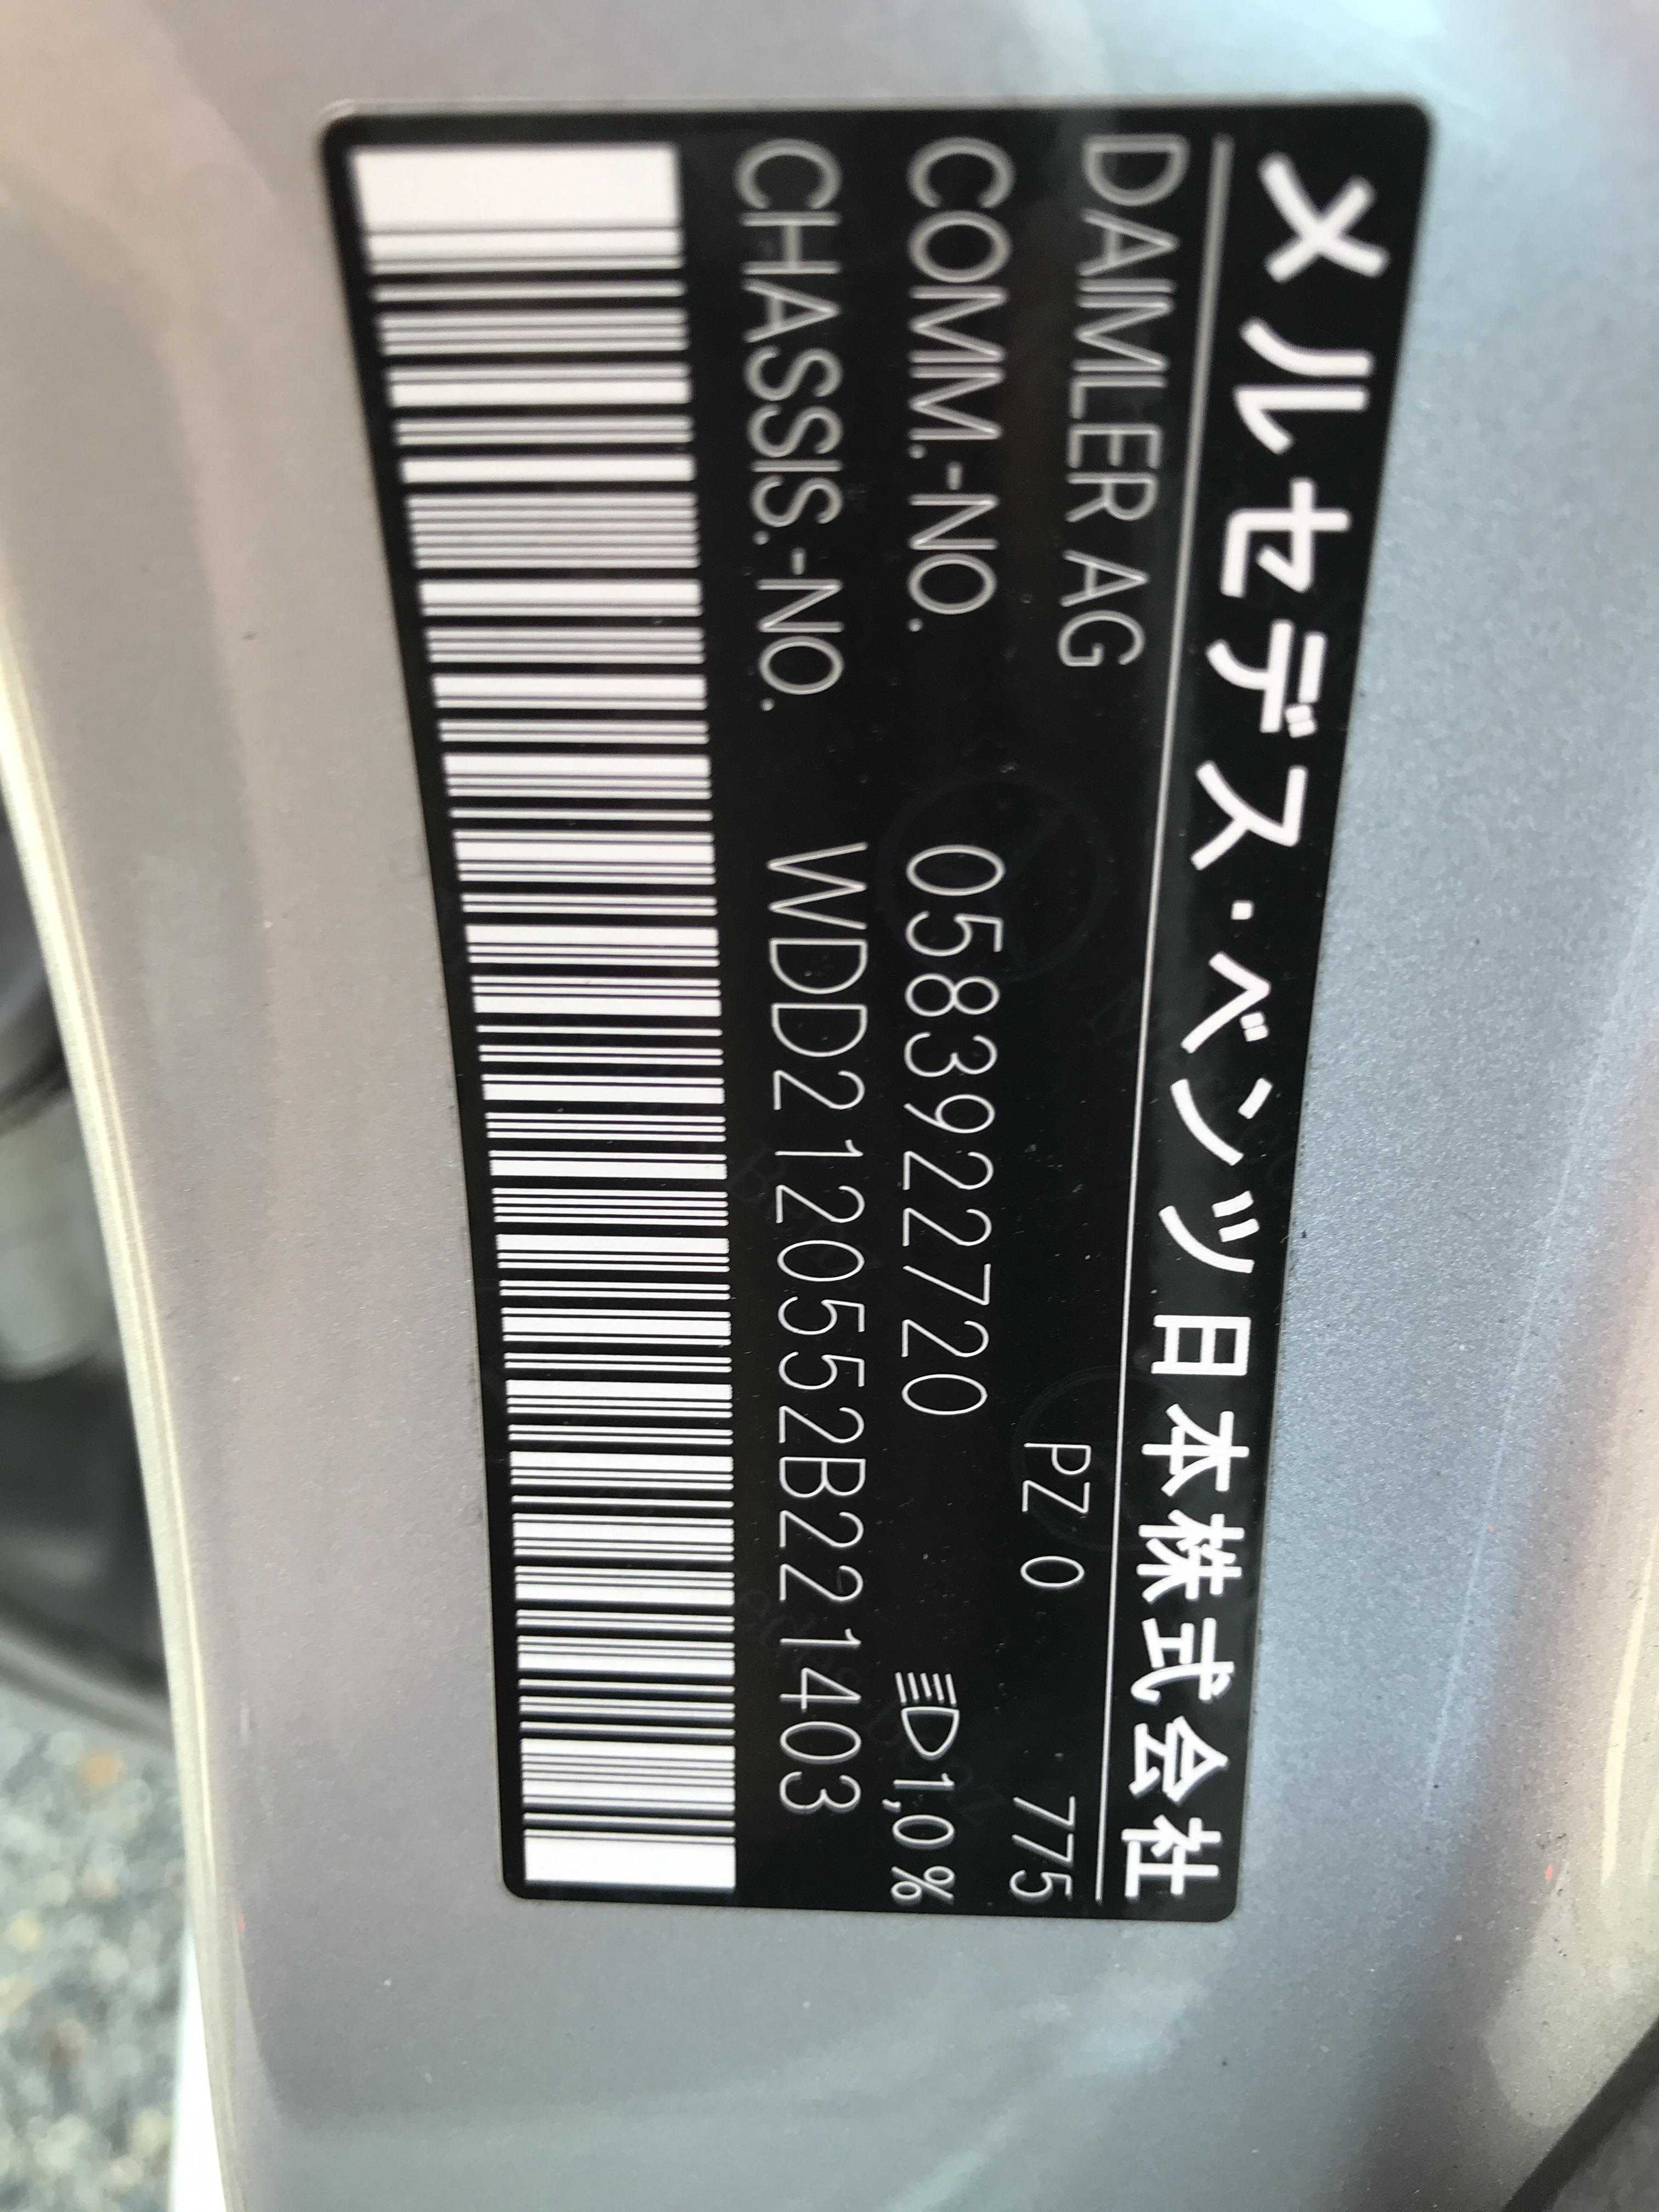 メルセデス・ベンツ日本株式会社
DAIMLER AG PZ 0 775
COMM.-NO. 0583922720 1,0%
CHASSIS.-NO. WDD2120552B221403